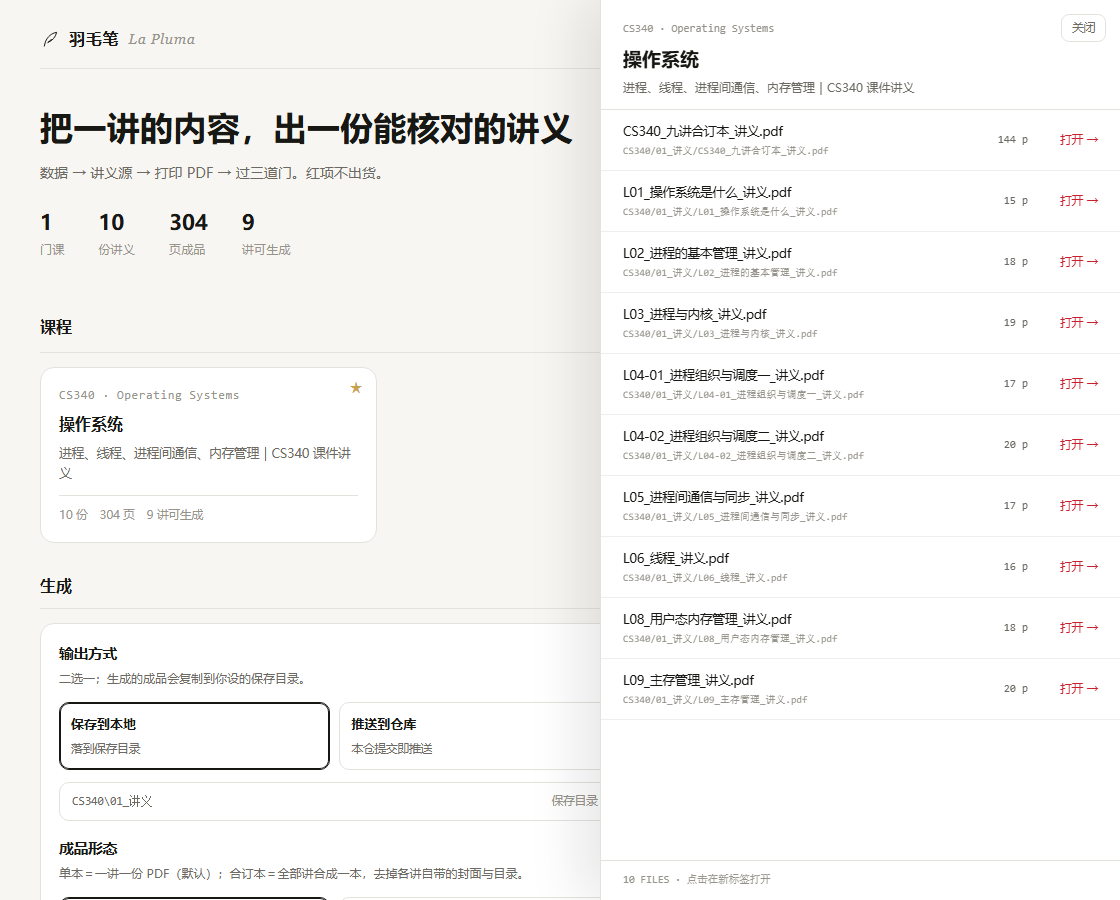 羽毛笔 La Pluma
把一讲的内容，出一份能核对的讲义
数据 → 讲义源 → 打印 PDF → 过三道门。红项不出货。
1 10 304 9
门课 份讲义 页成品 讲可生成
课程
CS340 · Operating Systems ★
操作系统
进程、线程、进程间通信、内存管理 | CS340 课件讲
义
10 份 304 页 9 讲可生成
生成
输出方式
二选一；生成的成品会复制到你设的保存目录。
保存到本地
落到保存目录
推送到仓库
本仓提交即推送
CS340\01_讲义 保存目录
成品形态
单本 = 一讲一份 PDF（默认）；合订本 = 全部讲合成一本，去掉各讲自带的封面与目录。
CS340 · Operating Systems
关闭
操作系统
进程、线程、进程间通信、内存管理 | CS340 课件讲义
CS340_九讲合订本_讲义.pdf
CS340/01_讲义/CS340_九讲合订本_讲义.pdf
144 p 打开 →
L01_操作系统是什么_讲义.pdf
CS340/01_讲义/L01_操作系统是什么_讲义.pdf
15 p 打开 →
L02_进程的基本管理_讲义.pdf
CS340/01_讲义/L02_进程的基本管理_讲义.pdf
18 p 打开 →
L03_进程与内核_讲义.pdf
CS340/01_讲义/L03_进程与内核_讲义.pdf
19 p 打开 →
L04-01_进程组织与调度一_讲义.pdf
CS340/01_讲义/L04-01_进程组织与调度一_讲义.pdf
17 p 打开 →
L04-02_进程组织与调度二_讲义.pdf
CS340/01_讲义/L04-02_进程组织与调度二_讲义.pdf
20 p 打开 →
L05_进程间通信与同步_讲义.pdf
CS340/01_讲义/L05_进程间通信与同步_讲义.pdf
17 p 打开 →
L06_线程_讲义.pdf
CS340/01_讲义/L06_线程_讲义.pdf
16 p 打开 →
L08_用户态内存管理_讲义.pdf
CS340/01_讲义/L08_用户态内存管理_讲义.pdf
18 p 打开 →
L09_主存管理_讲义.pdf
CS340/01_讲义/L09_主存管理_讲义.pdf
20 p 打开 →
10 FILES · 点击在新标签打开